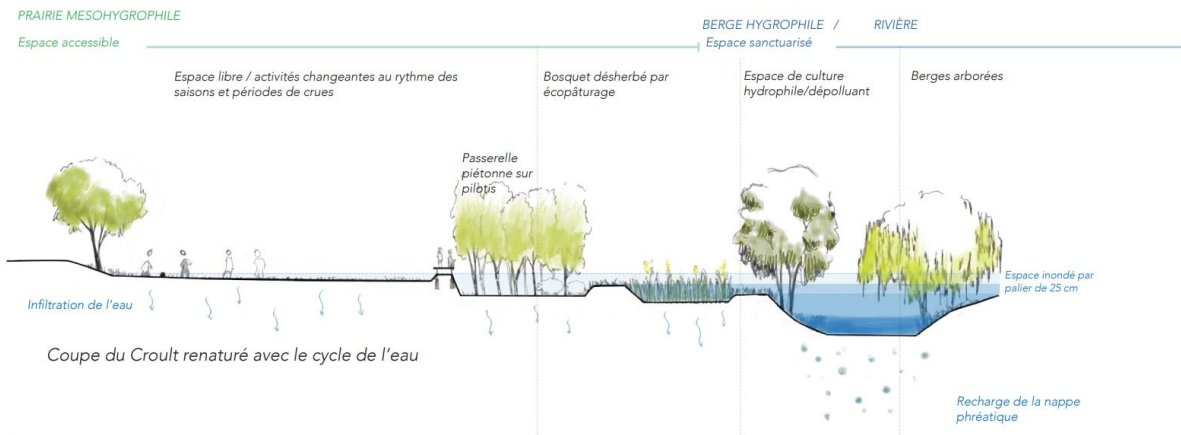 PRAIRIE MESOHYGROPHILE
Espace accessible
BERGE HYGROPHILE / RIVIÈRE
Espace sanctuarisé
Espace libre / activités changeantes au rythme des
saisons et périodes de crues
Bosquet désherbé par
écopâturage
Espace de culture
hydrophile/dépolluant
Berges arborées
Passerelle
piétonne sur
pilotis
Espace inondé par
palier de 25 cm
Infiltration de l'eau
Coupe du Croult renaturé avec le cycle de l'eau
Recharge de la nappe
phréatique